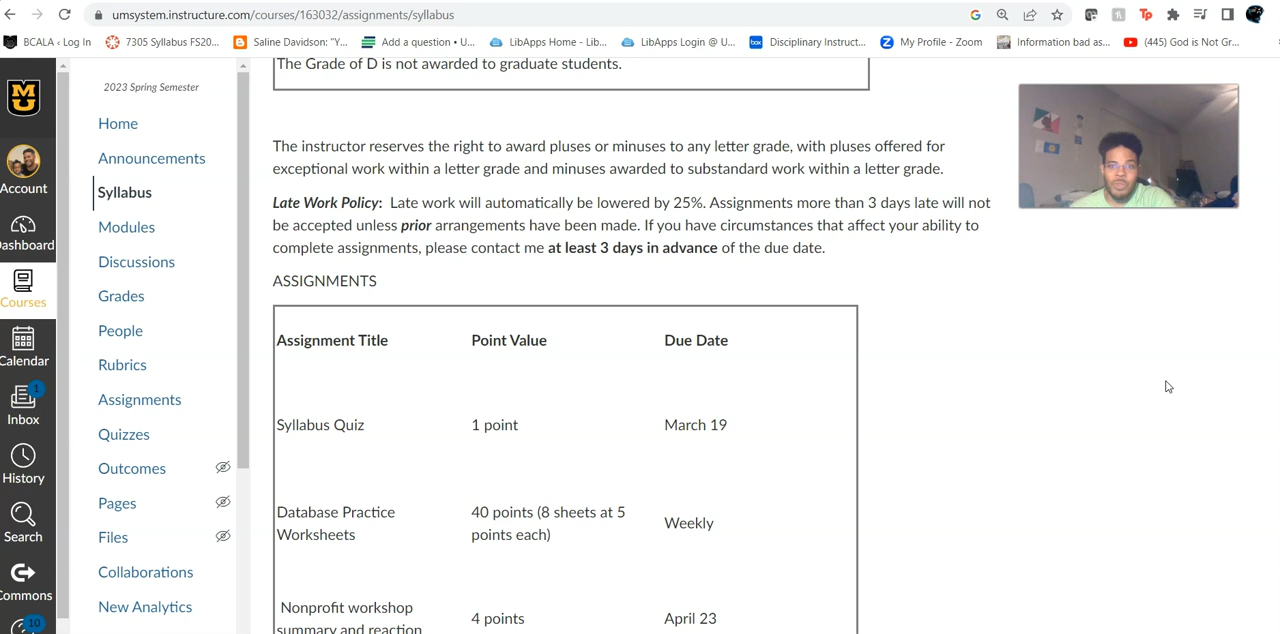 umsystem.instructure.com/courses/163032/assignments/syllabus
BCALA ‹ Log In
7305 Syllabus FS20...
Saline Davidson: "Y...
Add a question • U...
LibApps Home - Lib...
LibApps Login @ U...
box
Disciplinary Instruct...
My Profile - Zoom
Information bad as...
(445) God is Not Gr...
The Grade of D is not awarded to graduate students.
2023 Spring Semester
Home
Announcements
Syllabus
Modules
Discussions
Grades
People
Rubrics
Assignments
Quizzes
Outcomes
Pages
Files
Collaborations
New Analytics
Account
Dashboard
Courses
Calendar
1
Inbox
History
Search
Commons
10
The instructor reserves the right to award pluses or minuses to any letter grade, with pluses offered for
exceptional work within a letter grade and minuses awarded to substandard work within a letter grade.
Late Work Policy: Late work will automatically be lowered by 25%. Assignments more than 3 days late will not
be accepted unless prior arrangements have been made. If you have circumstances that affect your ability to
complete assignments, please contact me at least 3 days in advance of the due date.
ASSIGNMENTS
Assignment Title Point Value Due Date
Syllabus Quiz 1 point March 19
Database Practice
Worksheets
40 points (8 sheets at 5
points each)
Weekly
Nonprofit workshop
summary and reaction
4 points
April 23